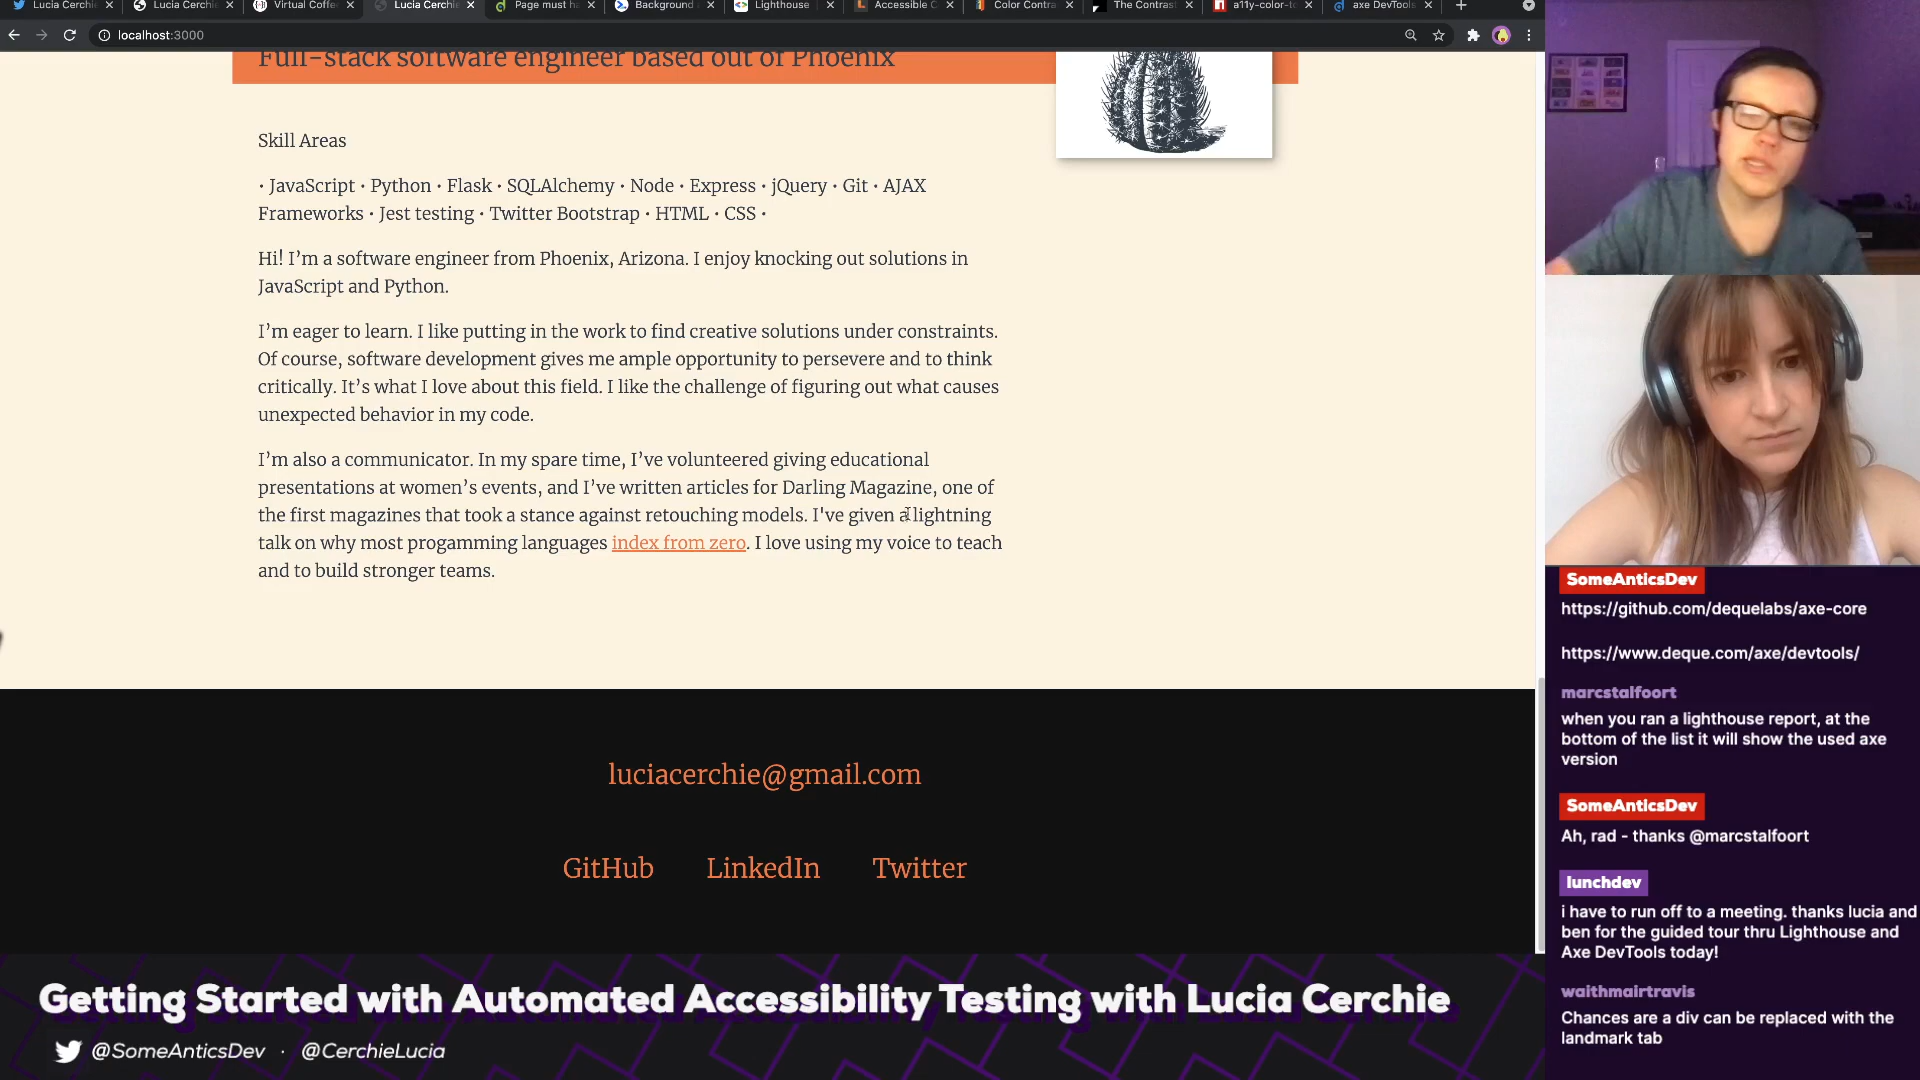 Lucia Cerchie
Lucia Cerchie
Virtual Coffe
Lucia Cerchie
Page must ha
Background
Lighthouse
Accessible C
Color Contra
The Contras
a11y-color-to
axe DevTools
localhost:3000
Full-stack software engineer based out of Phoenix
Skill Areas
• JavaScript • Python • Flask • SQLAlchemy • Node • Express • jQuery • Git • AJAX
Frameworks • Jest testing • Twitter Bootstrap • HTML • CSS •
Hi! I’m a software engineer from Phoenix, Arizona. I enjoy knocking out solutions in
JavaScript and Python.
I’m eager to learn. I like putting in the work to find creative solutions under constraints.
Of course, software development gives me ample opportunity to persevere and to think
critically. It’s what I love about this field. I like the challenge of figuring out what causes
unexpected behavior in my code.
I’m also a communicator. In my spare time, I’ve volunteered giving educational
presentations at women’s events, and I’ve written articles for Darling Magazine, one of
the first magazines that took a stance against retouching models. I've given a lightning
talk on why most progamming languages index from zero. I love using my voice to teach
and to build stronger teams.
luciacerchie@gmail.com
GitHub LinkedIn Twitter
SomeAnticsDev
https://github.com/dequelabs/axe-core
https://www.deque.com/axe/devtools/
marcstalfoort
when you ran a lighthouse report, at the
bottom of the list it will show the used axe
version
SomeAnticsDev
Ah, rad - thanks @marcstalfoort
lunchdev
i have to run off to a meeting. thanks lucia and
ben for the guided tour thru Lighthouse and
Axe DevTools today!
waithmairtravis
Chances are a div can be replaced with the
landmark tab
Getting Started with Automated Accessibility Testing with Lucia Cerchie
@SomeAnticsDev · @CerchieLucia